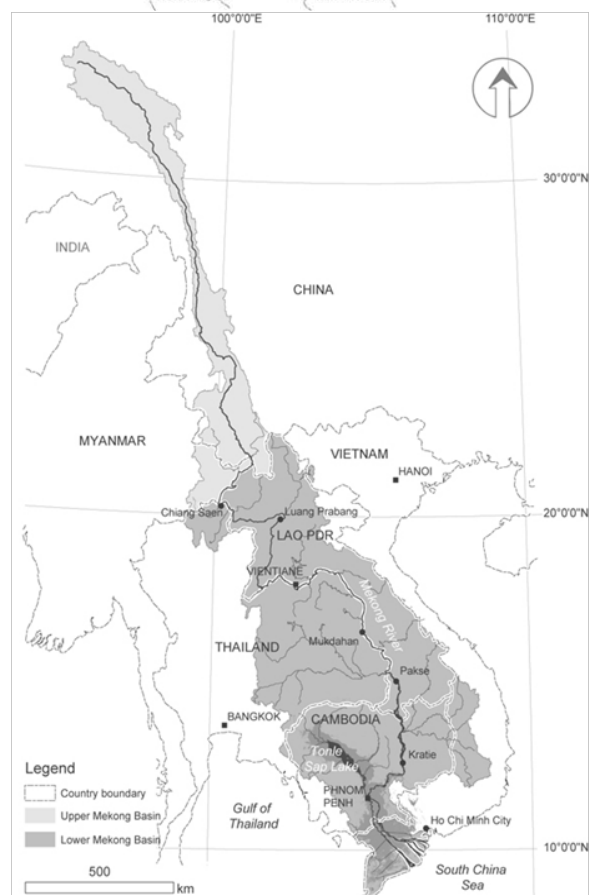 100°0'0"E
110°0'0"E
30°0'0"N
INDIA
CHINA
MYANMAR
VIETNAM
HANOI
Chiang Saen
Luang Prabang
20°0'0"N
LAO PDR
VIENTIANE
Mekong River
THAILAND
Mukdahan
Pakse
BANGKOK
CAMBODIA
Tonle
Sap Lake
Kratie
Legend
Country boundary
Upper Mekong Basin
Lower Mekong Basin
PHNOM
PENH
Gulf of
Thailand
Ho Chi Minh City
10°0'0"N
South China
Sea
500
km